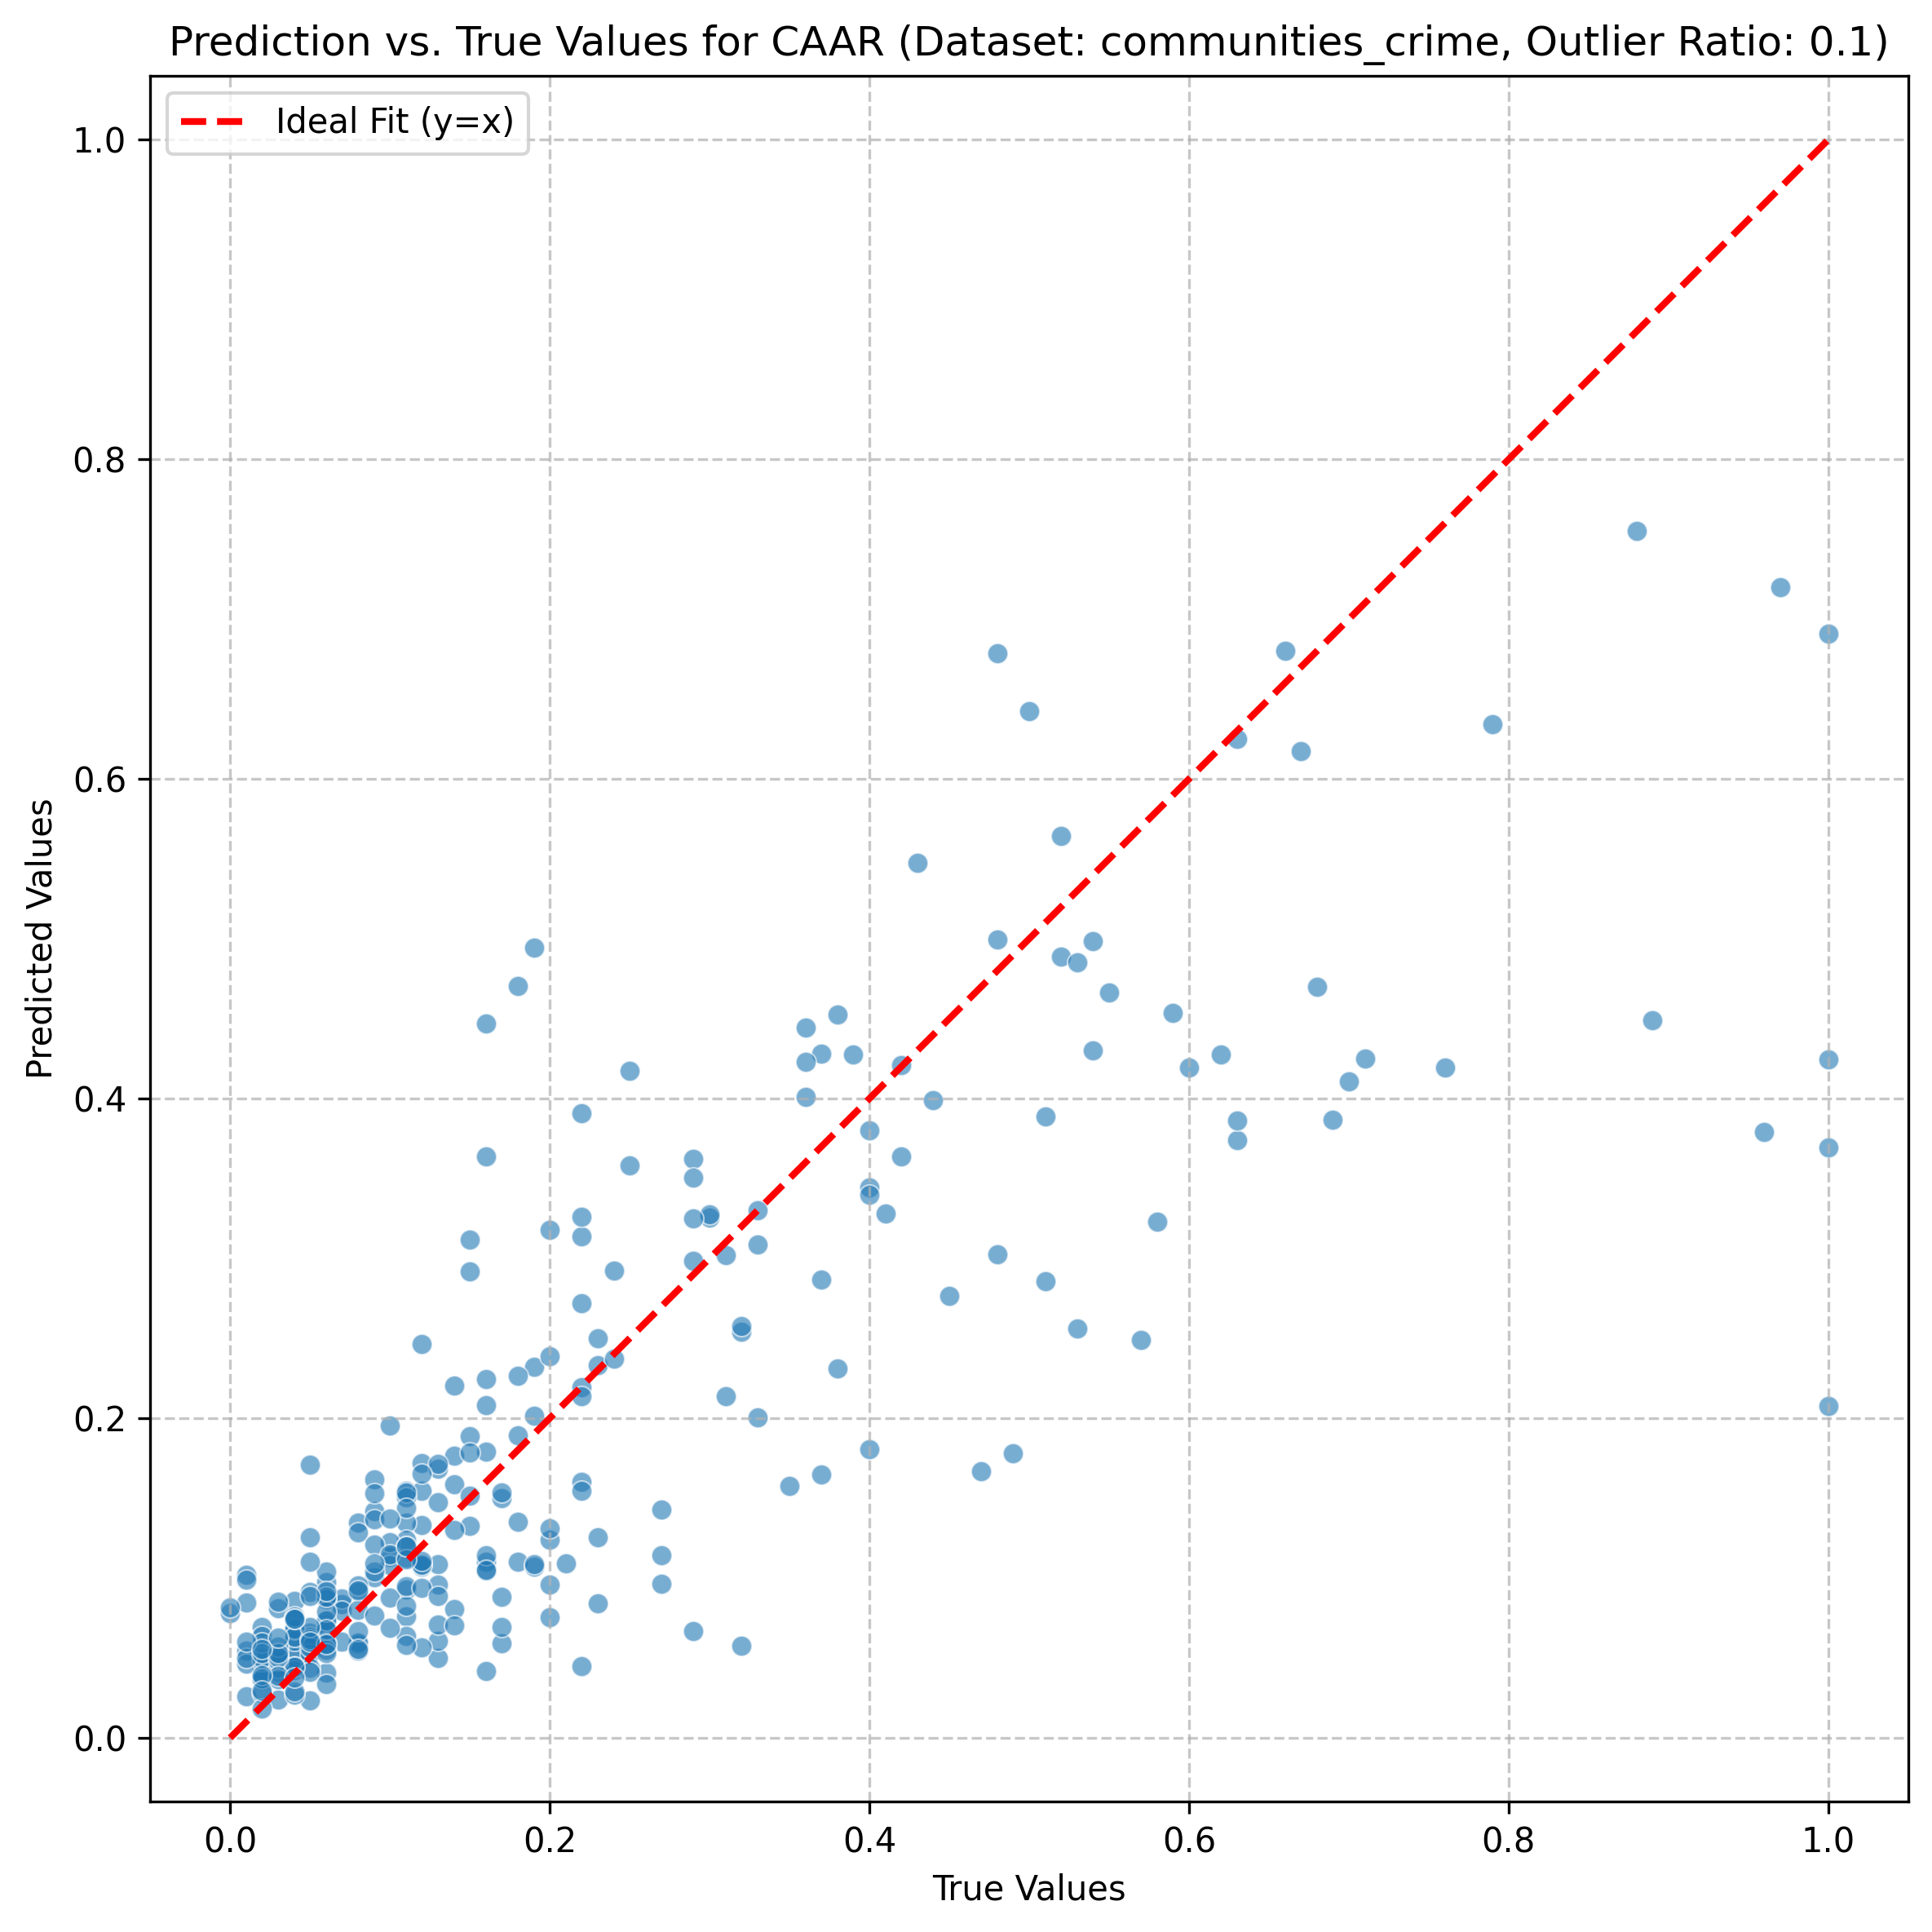 Prediction vs. True Values for CAAR (Dataset: communities_crime, Outlier Ratio: 0.1)
Ideal Fit (y=x)
1.0
0.8
0.6
0.4
0.2
0.0
Predicted Values
0.0 0.2 0.4 0.6 0.8 1.0
True Values